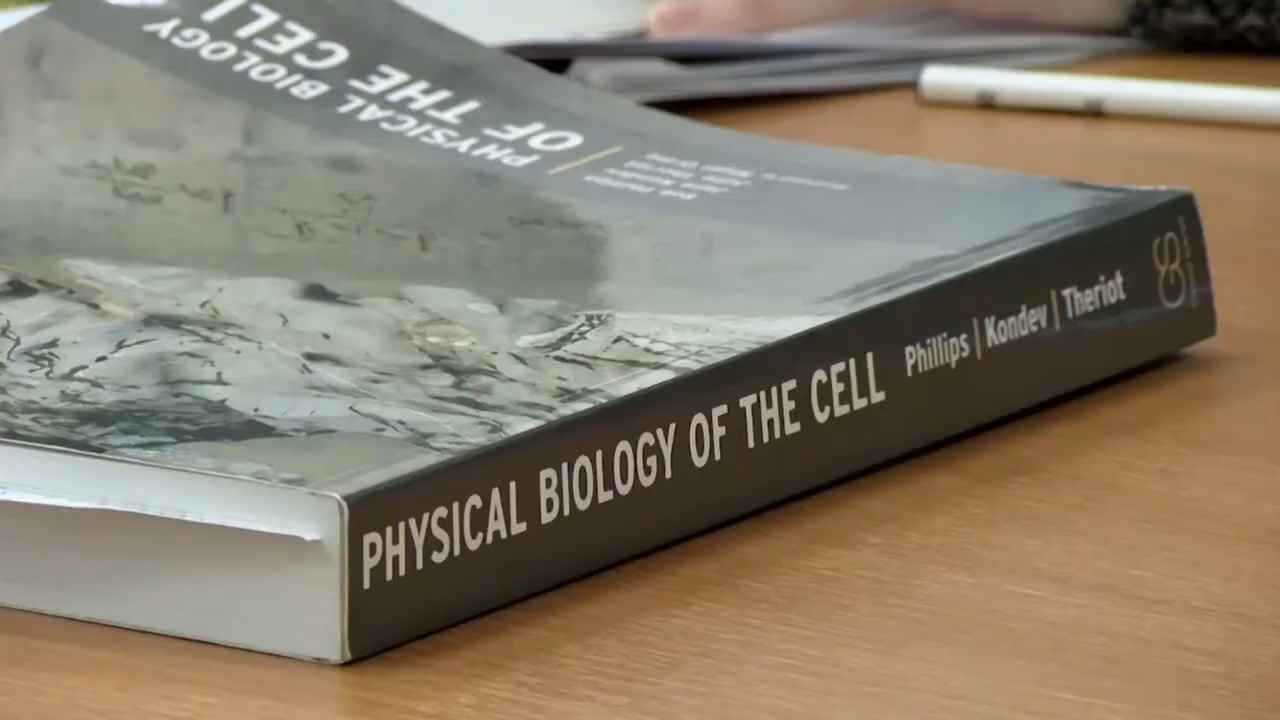 PHYSICAL BIOLOGY
OF THE CELL
PHYSICAL BIOLOGY OF THE CELL Phillips | Kondev | Theriot